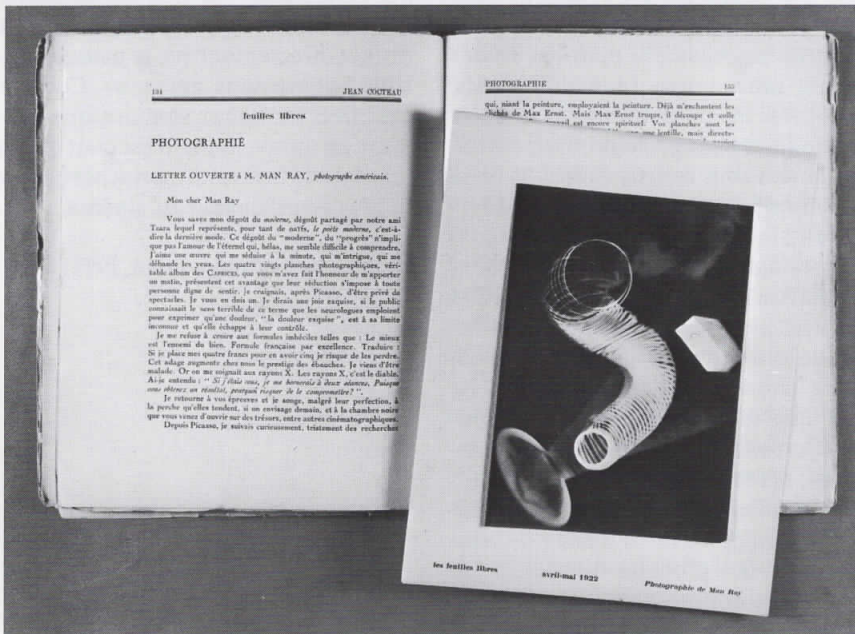 134 JEAN COCTEAU
feuilles libres
PHOTOGRAPHIE
LETTRE OUVERTE à M. MAN RAY, photographe américain.
Mon cher Man Ray
Vous savez mon dégoût du moderne, dégoût partagé par notre ami
Tzara lequel représente, pour tant de naïfs, le poète moderne, c'est-à-
dire la dernière mode. Ce dégoût du "moderne", du "progrès" n'impli-
que pas l'amour de l'éternel qui, hélas, me semble difficile à comprendre.
J'aime une œuvre qui me séduise à la minute, qui m'intrigue, qui me
débande les yeux. Les quatre vingts planches photographiques, véri-
table album des CAPRICES, que vous m'avez fait l'honneur de m'apporter
un matin, présentent cet avantage que leur séduction s'impose à toute
personne digne de sentir. Je craignais, après Picasso, d'être privé de
spectacles. Je vous en dois un. Je dirais une joie exquise, si le public
connaissait le sens terrible de ce terme que les neurologues emploient
pour exprimer qu'une douleur, "la douleur exquise", est à sa limite
inconnue et qu'elle échappe à leur contrôle.
Je me refuse à croire aux formules imbéciles telles que : Le mieux
est l'ennemi du bien. Formule française par excellence. Traduire :
Si je place mes quatre francs pour en avoir cinq je risque de les perdre.
Cet adage augmente chez nous le prestige des ébauches. Je viens d'être
malade. Or on me soignait aux rayons X. Les rayons X, c'est le diable.
Ai-je entendu : "Si j'étais vous, je me bornerais à deux séances. Puisque
vous obtenez un résultat, pourquoi risquer de le compromettre ?".
Je retourne à vos épreuves et je songe, malgré leur perfection, à
la perche qu'elles tendent, si on envisage demain, et à la chambre noire
que vous venez d'ouvrir sur des trésors, entre autres cinématographiques.
Depuis Picasso, je suivais curieusement, tristement des recherches
PHOTOGRAPHIE
qui, niant la peinture, employaient la peinture. Déjà m'enchantent les
clichés de Max Ernst. Mais Max Ernst truque, il découpe et colle
est encore spirituel. Vos planches sont les
une lentille, mais directe-
les feuilles libres avril-mai 1922 Photographie de Man Ray